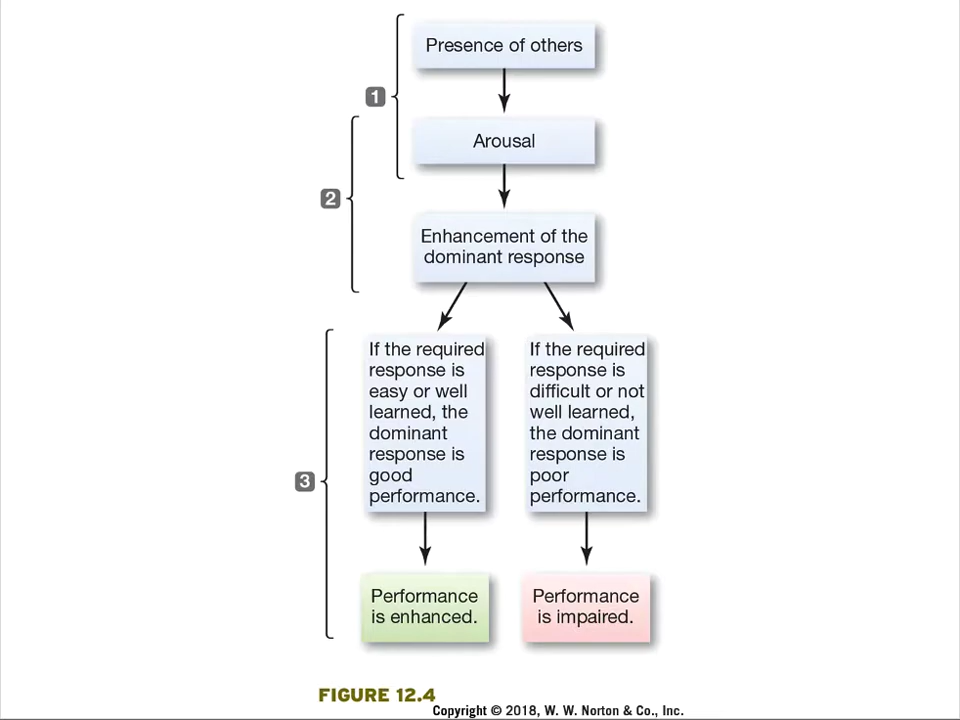 Presence of others
1
Arousal
2
Enhancement of the
dominant response
3
If the required
response is
easy or well
learned, the
dominant
response is
good
performance.
If the required
response is
difficult or not
well learned,
the dominant
response is
poor
performance.
Performance
is enhanced.
Performance
is impaired.
FIGURE 12.4
Copyright © 2018, W. W. Norton & Co., Inc.